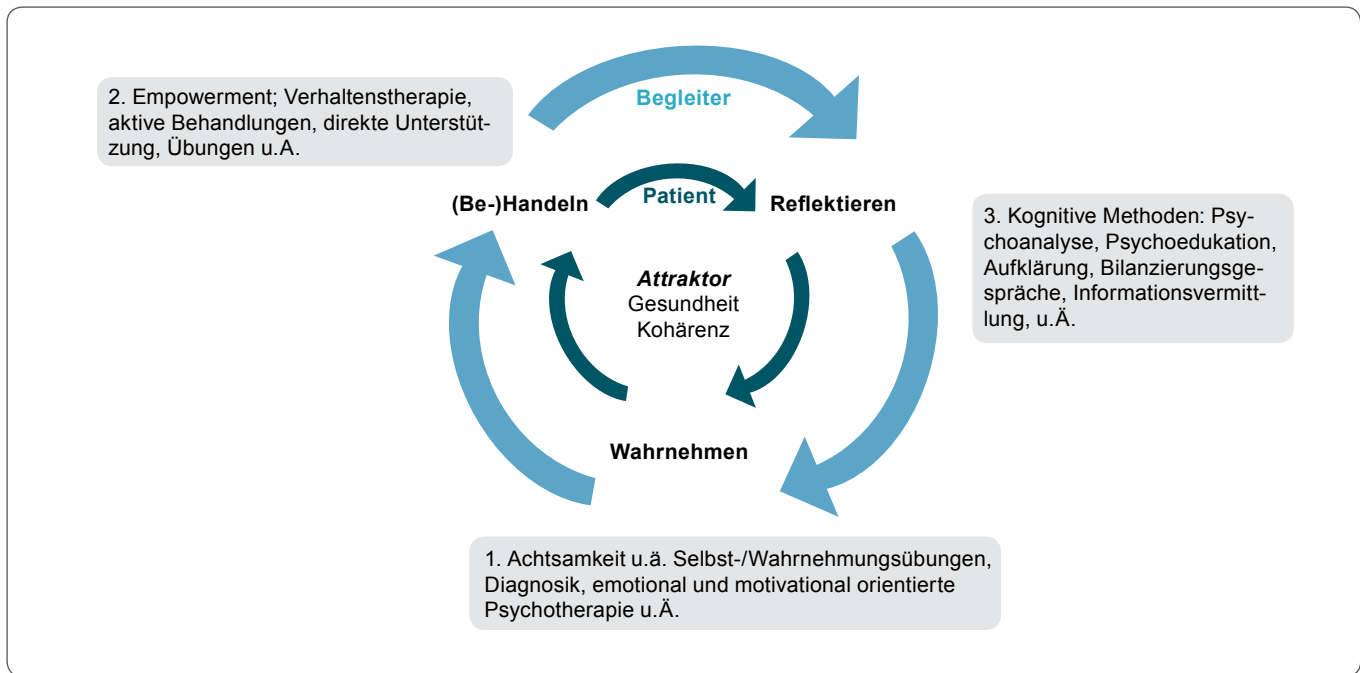 2. Empowerment; Verhaltenstherapie,
aktive Behandlungen, direkte Unterstüt-
zung, Übungen u.A.
Begleiter
(Be-)Handeln
Patient
Reflektieren
3. Kognitive Methoden: Psy-
choanalyse, Psychoedukation,
Aufklärung, Bilanzierungsge-
spräche, Informationsvermitt-
lung, u.Ä.
Attraktor
Gesundheit
Kohärenz
Wahrnehmen
1. Achtsamkeit u.ä. Selbst-/Wahrnehmungsübungen,
Diagnosik, emotional und motivational orientierte
Psychotherapie u.Ä.